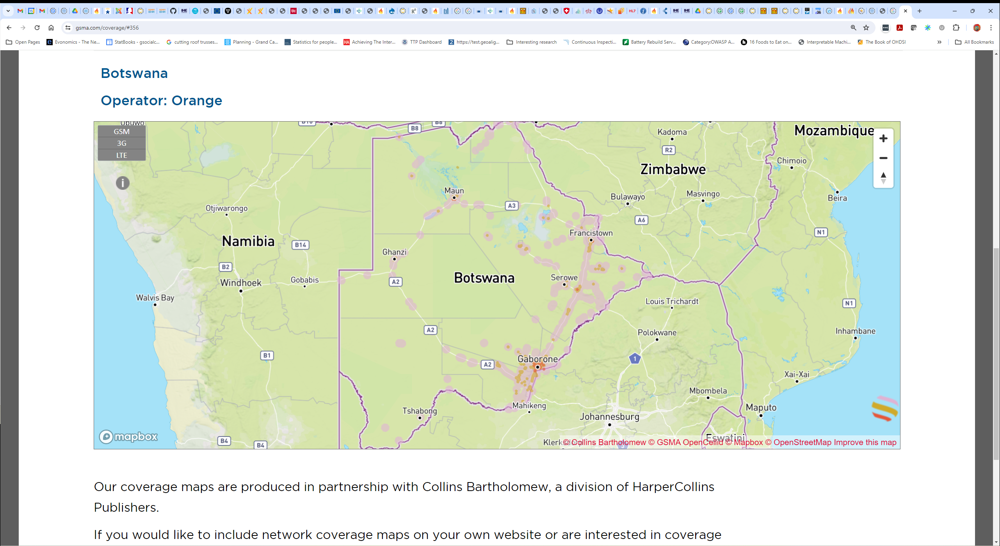 gsma.com/coverage/#356
Open Pages
Evonomics - The Ne...
StatBooks - gsocialc...
cutting roof trusses...
Planning - Grand Ca...
Statistics for people...
HA Achieving The Inter...
TTP Dashboard
https://test.geoalig...
Interesting research
Continuous Inspecti...
Battery Rebuild Serv...
Category:OWASP A...
16 Foods to Eat on...
Interpretable Machi...
The Book of OHDSI
All Bookmarks
Botswana
Operator: Orange
GSM
3G
LTE
B8
B8
Kadoma
Mozambique
R2
Chimoio
Zimbabwe
Maun
Bulawayo
Masvingo
Beira
A3
Otjiwarongo
A6
Namibia
B14
Francistown
N1
Ghanzi
B2
Windhoek
Gobabis
A2
Botswana
Serowe
Walvis Bay
Louis Trichardt
N1
A2
Polokwane
Inhambane
B1
A2
Gaborone
1
Xai-Xai
Mbombela
Tshabong
Mahikeng
Maputo
Johannesburg
mapbox
B4
B4
Eswatini
© Collins Bartholomew © GSMA OpenCellid © Mapbox © OpenStreetMap Improve this map
Our coverage maps are produced in partnership with Collins Bartholomew, a division of HarperCollins
Publishers.
If you would like to include network coverage maps on your own website or are interested in coverage